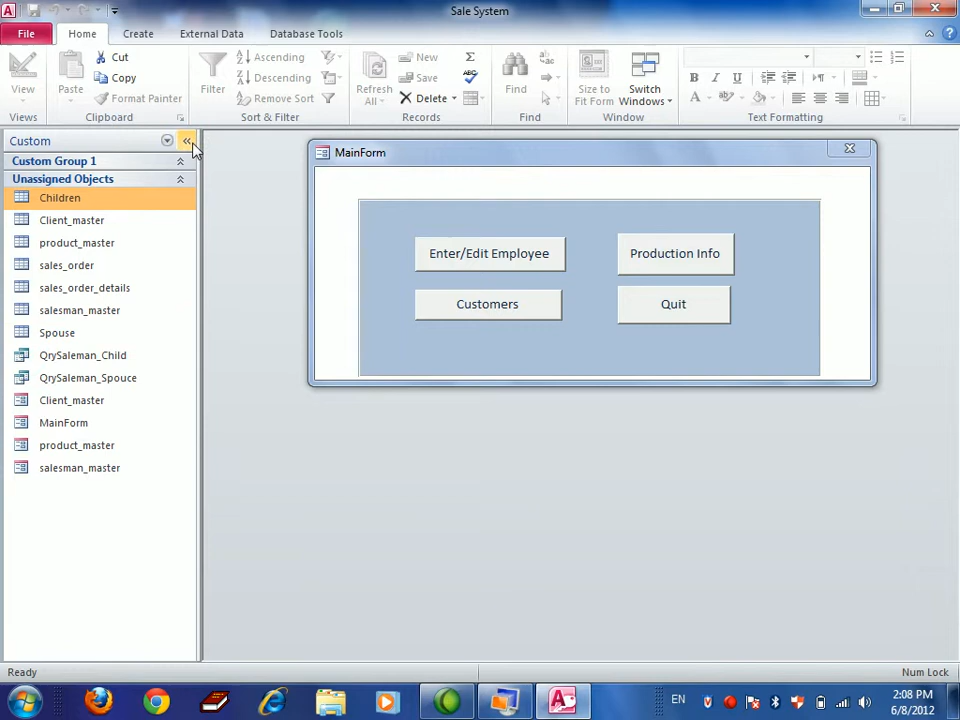 Sale System
File Home Create External Data Database Tools
View
Views
Paste
Cut
Copy
Format Painter
Clipboard
Filter
Ascending
Descending
Remove Sort
Sort & Filter
Refresh All
New
Save
Delete
Records
Find
Find
Size to Fit Form
Switch Windows
Window
Text Formatting
Custom
Custom Group 1
Unassigned Objects
Children
Client_master
product_master
sales_order
sales_order_details
salesman_master
Spouse
QrySaleman_Child
QrySaleman_Spouce
Client_master
MainForm
product_master
salesman_master
MainForm
Enter/Edit Employee
Production Info
Customers
Quit
Ready
Num Lock
EN
2:08 PM
6/8/2012